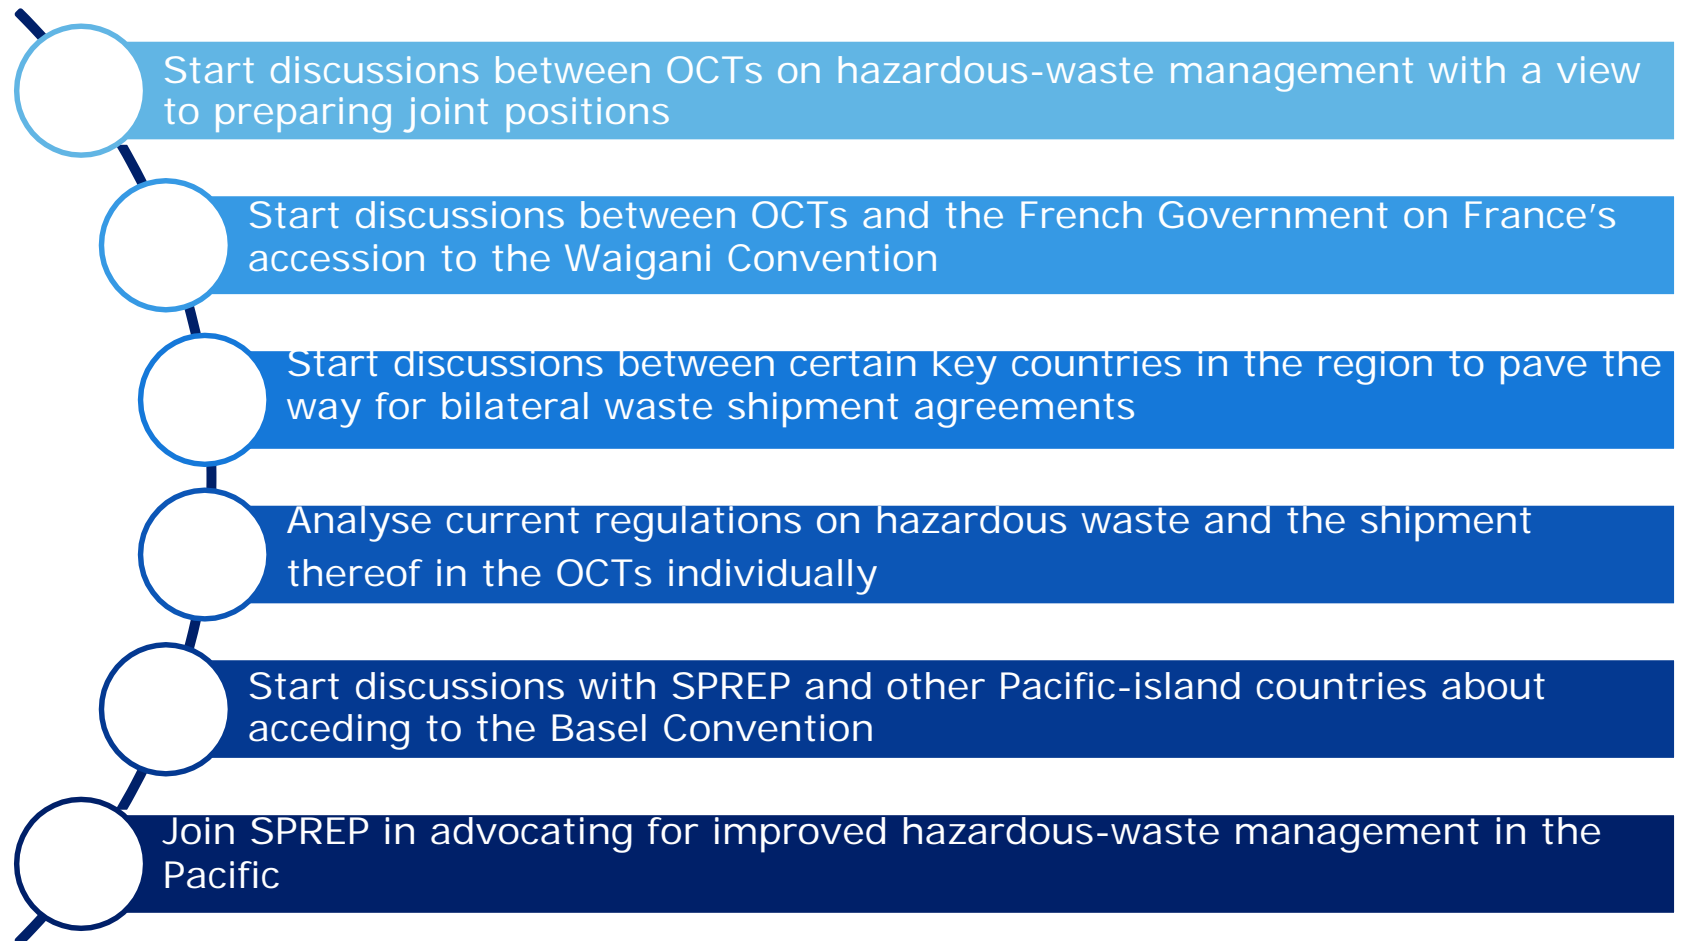 Start discussions between OCTs on hazardous-waste management with a view
to preparing joint positions
Start discussions between OCTs and the French Government on France’s
accession to the Waigani Convention
Start discussions between certain key countries in the region to pave the
way for bilateral waste shipment agreements
Analyse current regulations on hazardous waste and the shipment
thereof in the OCTs individually
Start discussions with SPREP and other Pacific-island countries about
acceding to the Basel Convention
Join SPREP in advocating for improved hazardous-waste management in the
Pacific